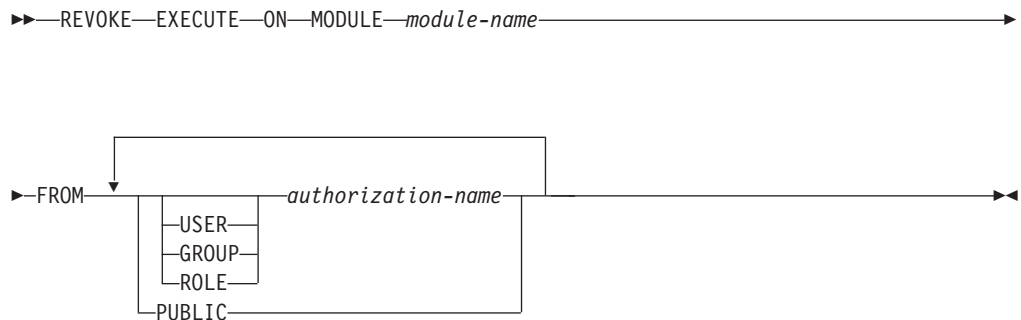 REVOKE EXECUTE ON MODULE module-name
FROM authorization-name
USER
GROUP
ROLE
PUBLIC